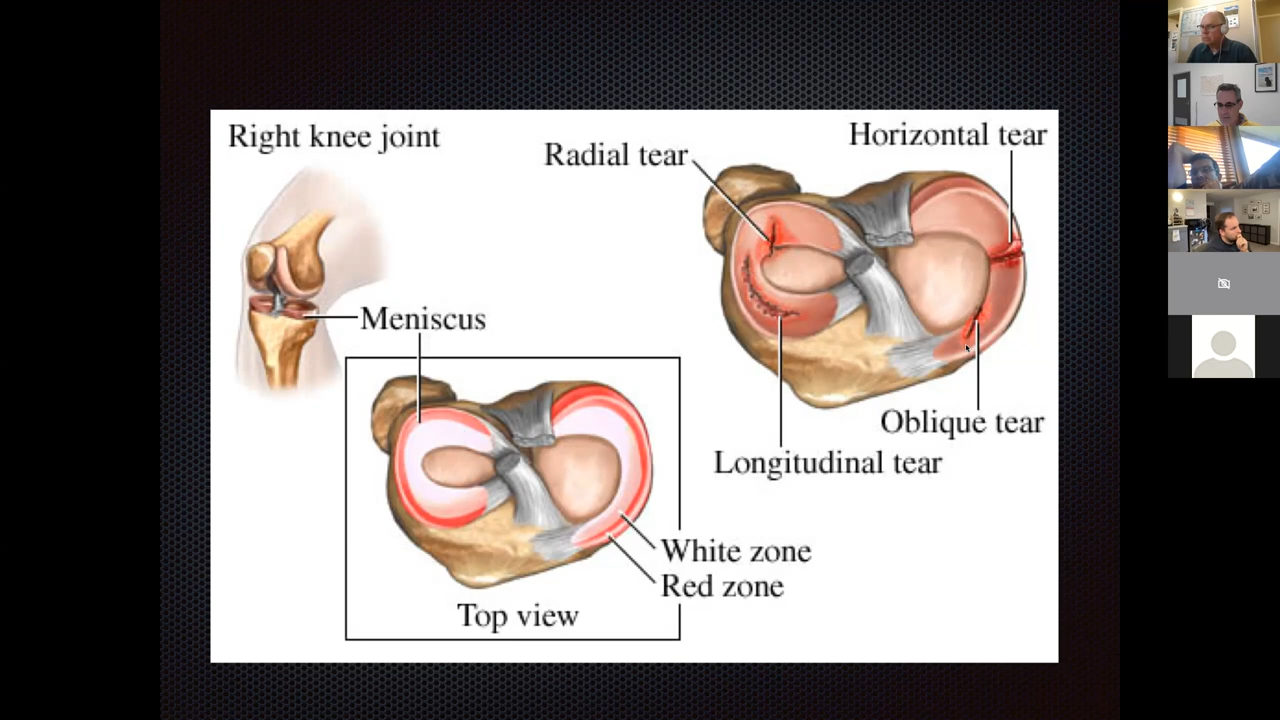 Right knee joint
Radial tear
Horizontal tear
Meniscus
Oblique tear
Longitudinal tear
White zone
Red zone
Top view